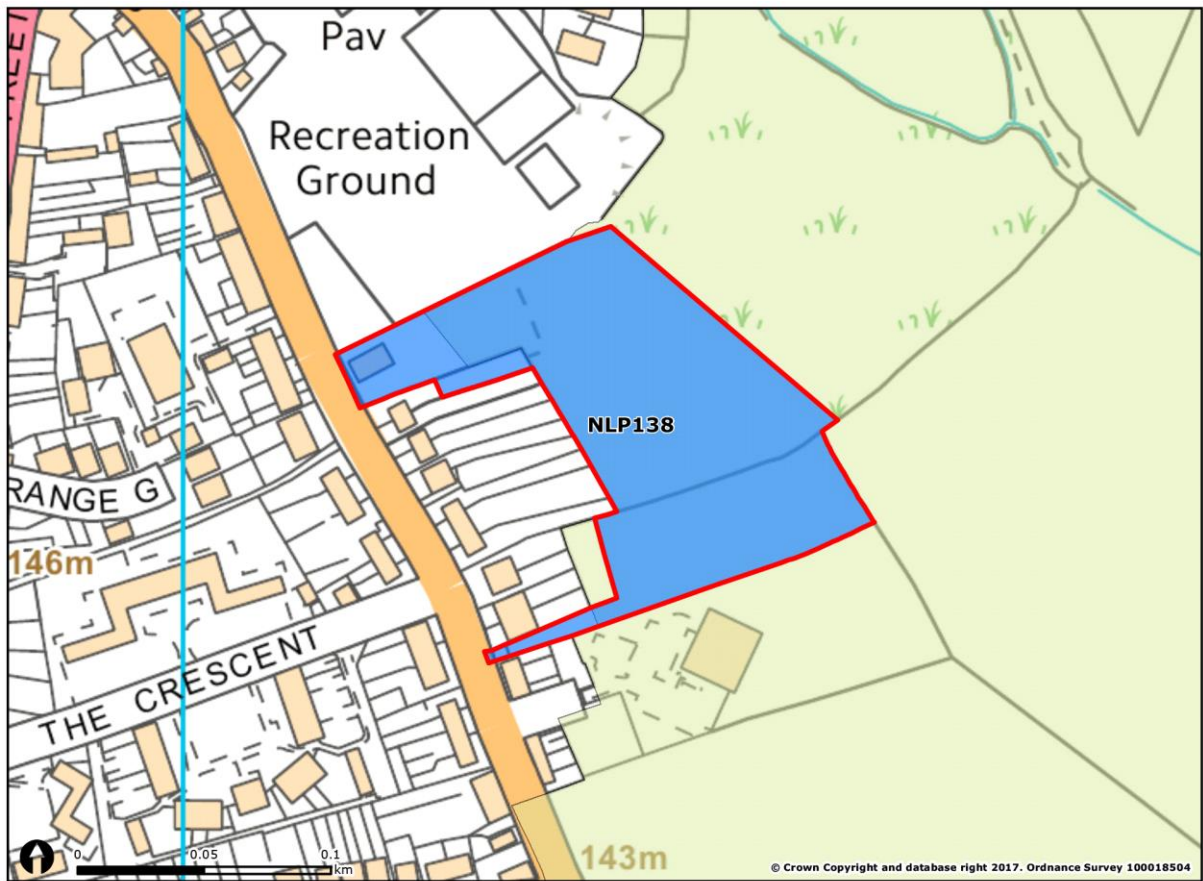 Pav
Recreation
Ground
NLP138
RANGE G
146m
THE CRESCENT
143m
0 0.05 0.1
km
© Crown Copyright and database right 2017. Ordnance Survey 100018504